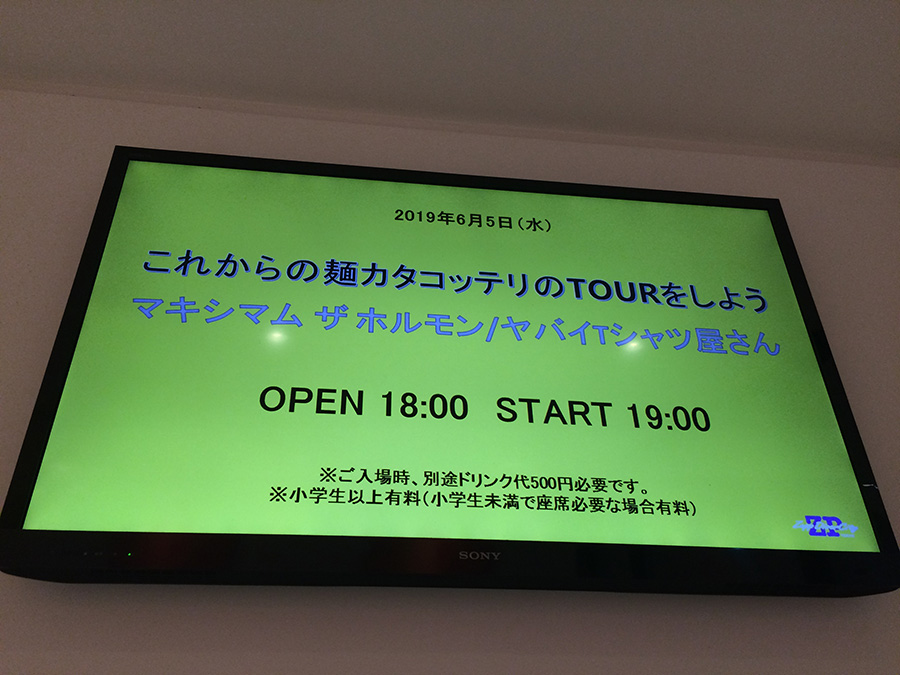 2019年6月5日(水)
これからの麺カタコッテリのTOURをしよう
マキシマム ザ ホルモン/ヤバイTシャツ屋さん
OPEN 18:00 START 19:00
※ご入場時、別途ドリンク代500円必要です。
※小学生以上有料(小学生未満で座席必要な場合有料)
ZP
SONY